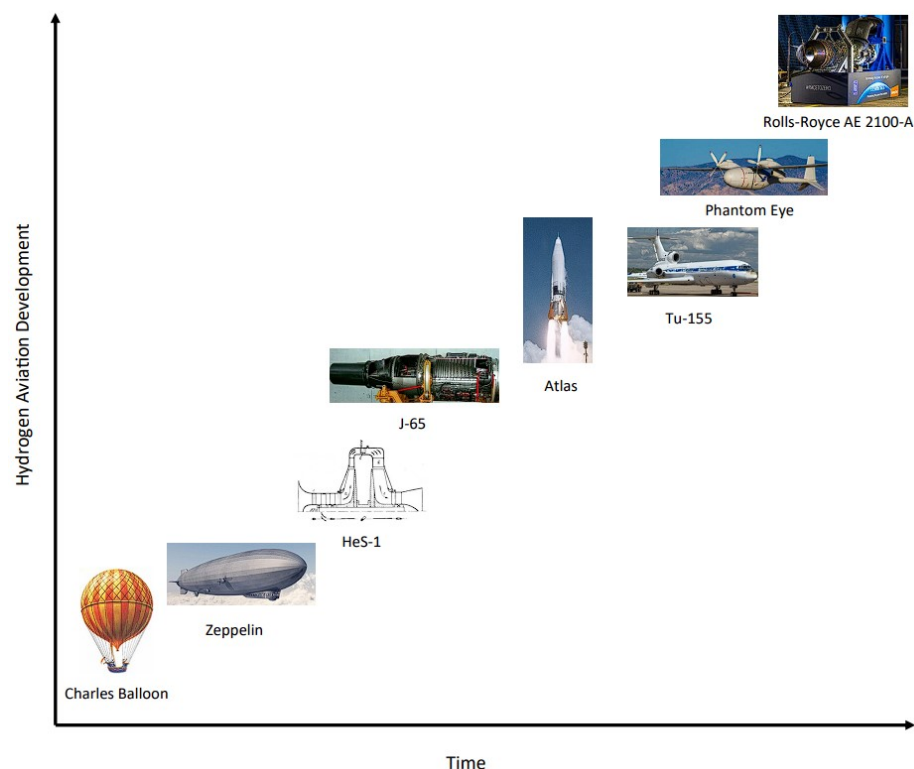 Rolls-Royce AE 2100-A
Phantom Eye
Tu-155
Atlas
J-65
HeS-1
Zeppelin
Charles Balloon
Hydrogen Aviation Development
Time